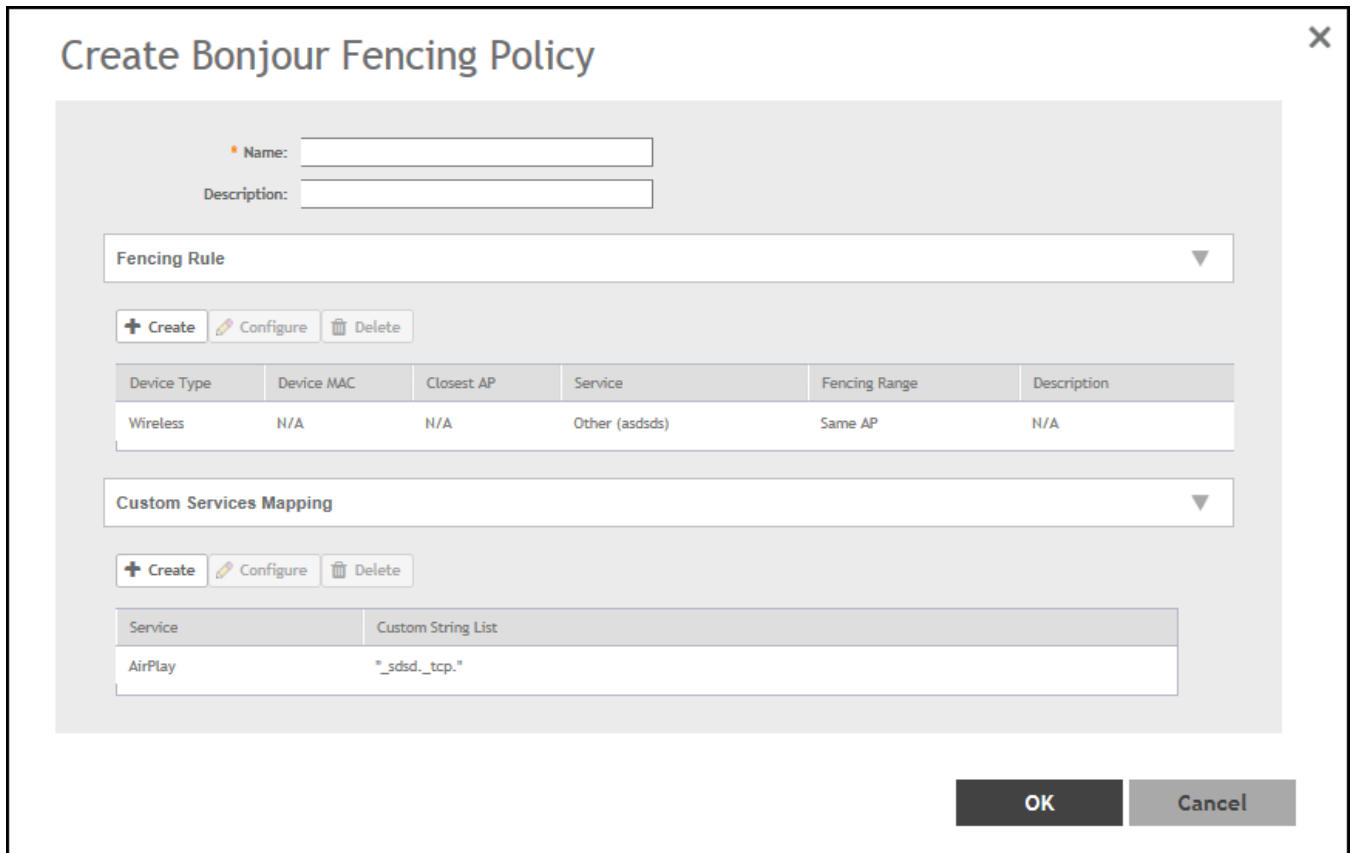 Create Bonjour Fencing Policy
* Name:
Description:
Fencing Rule
Create Configure Delete
Device Type Device MAC Closest AP Service Fencing Range Description
Wireless N/A N/A Other (asdsds) Same AP N/A
Custom Services Mapping
Create Configure Delete
Service Custom String List
AirPlay "_sdsd._tcp."
OK Cancel